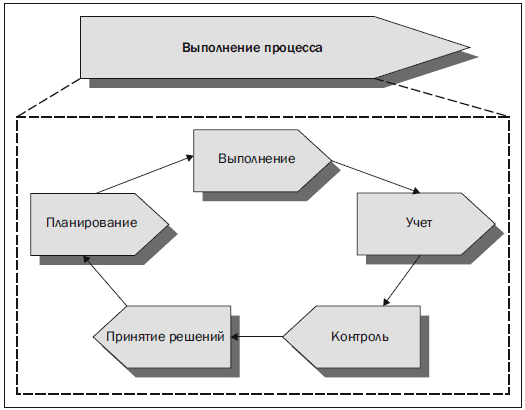 Выполнение процесса
Выполнение
Планирование
Учет
Принятие решений
Контроль